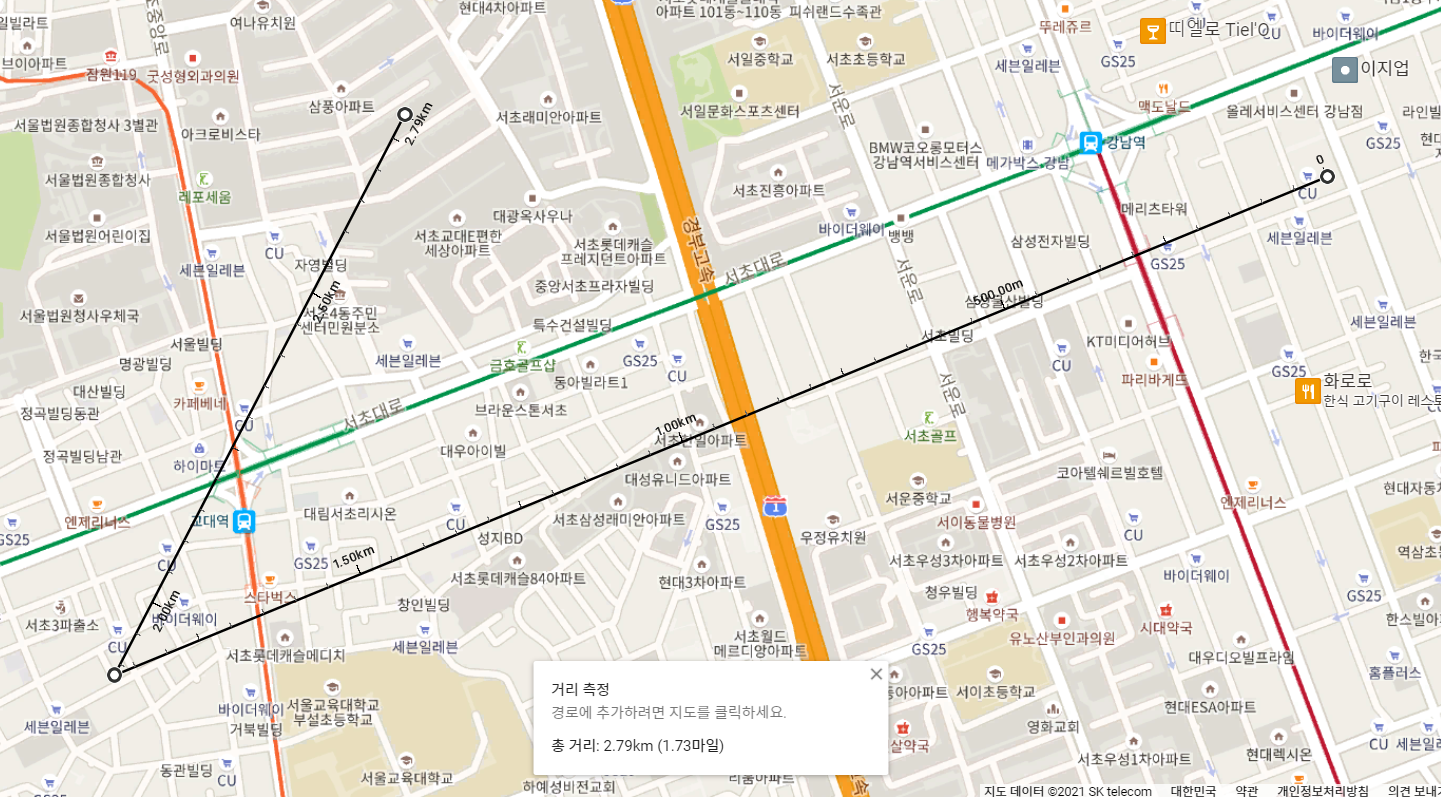 현대4차아파트
여나유치원
아파트 101동~110동
피쉬랜드수족관
뚜레쥬르
띠엘로 Tiel'O
CU
바이더웨이
GS25
세븐일레븐
이지업
브이아파트
잠원119
굿성형외과의원
서일중학교
서초초등학교
삼풍아파트
2.79km
서초래미안아파트
서일문화스포츠센터
서운로
맥도날드
올레서비스센터 강남점
서울법원종합청사 3별관
아크로비스타
BMW코오롱모터스
강남역서비스센터
메가박스 강남
강남역
GS25
0
서울법원종합청사
레포츠세움
서초진흥아파트
CU
메리츠타워
서울법원어린이집
대광옥사우나
서초교대E편한
세상아파트
서초롯데캐슬
프레지던트아파트
경부고속
바이더웨이
뱅뱅
삼성전자빌딩
세븐일레븐
세븐일레븐
CU
자영빌딩
서초대로
서운로
GS25
2.50km
중앙서초프라자빌딩
500.00m
서울법원청사우체국
서초4동주민
센터민원분소
특수건설빌딩
서초빌딩
세븐일레븐
서울빌딩
명광빌딩
세븐일레븐
금호골프샵
GS25
CU
KT미디어허브
CU
GS25
파리바게뜨
화로로
한식 고기구이 레스토
대산빌딩
정곡빌딩동관
카페베네
CU
서초대로
동아빌라트1
브라운스톤서초
서운로
1.00km
서초한일아파트
서초골프
정곡빌딩남관
하이마트
대우아이빌
대성유니드아파트
코아텔쉐르빌호텔
서운중학교
엔제리너스
현대자동차
엔제리너스
GS25
교대역
대림서초리시온
CU
성지BD
서초삼성래미안아파트
GS25
1
우정유치원
서이동물병원
CU
1.50km
GS25
CU
서초롯데캐슬84아파트
현대3차아파트
서초우성3차아파트
서초우성2차아파트
바이더웨이
2.00km
스타벅스
바이더웨이
창인빌딩
청우빌딩
행복약국
GS25
서초3파출소
CU
서초롯데캐슬메디치
세븐일레븐
서초월드
메르디앙아파트
GS25
유노산부인과의원
시대약국
대우디오빌프라임
홈플러스
거리 측정
경로에 추가하려면 지도를 클릭하세요.
총 거리: 2.79km (1.73마일)
서이초등학교
현대ESA아파트
세븐일레븐
바이더웨이
거북빌딩
서울교육대학교
부설초등학교
영화교회
서초우성1차아파트
현대렉시온
CU
동관빌딩
CU
서울교육대학교
하예성비전교회
지도 데이터 ©2021 SK telecom
대한민국
약관
개인정보처리방침